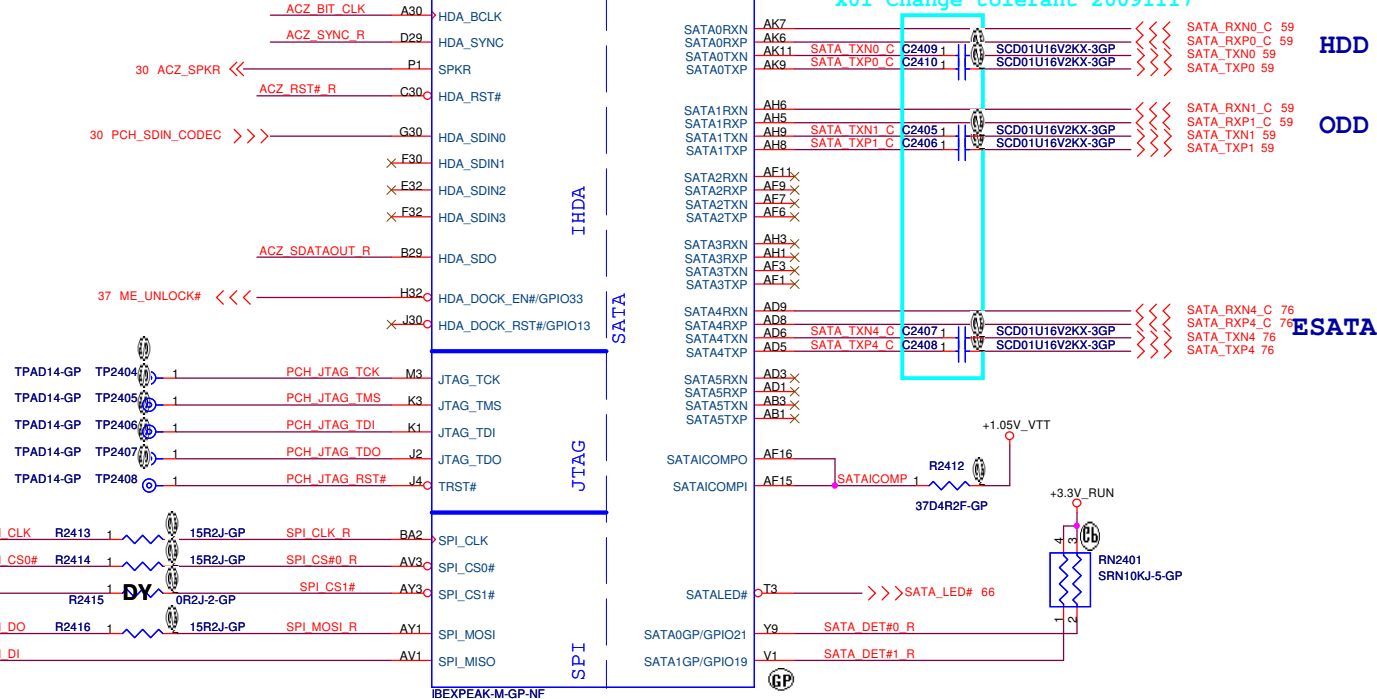 X01 Change tolerant 20091117
ACZ_BIT_CLK A30 HDA_BCLK
ACZ_SYNC_R D29 HDA_SYNC
30 ACZ_SPKR P1 SPKR
ACZ_RST#_R C30 HDA_RST#
30 PCH_SDIN_CODEC G30 HDA_SDIN0
F30 HDA_SDIN1
E32 HDA_SDIN2
F32 HDA_SDIN3
ACZ_SDATAOUT_R B29 HDA_SDO
37 ME_UNLOCK# H32 HDA_DOCK_EN#/GPIO33
J30 HDA_DOCK_RST#/GPIO13
IHDA
SATA
SATA0RXN AK7 SATA_RXN0_C 59
SATA0RXP AK6 SATA_RXP0_C 59
SATA0TXN AK11 SATA_TXN0_C C2409 1 SCD01U16V2KX-3GP SATA_TXN0 59
SATA0TXP AK9 SATA_TXP0_C C2410 1 SCD01U16V2KX-3GP SATA_TXP0 59
HDD
SATA1RXN AH6 SATA_RXN1_C 59
SATA1RXP AH5 SATA_RXP1_C 59
SATA1TXN AH9 SATA_TXN1_C C2405 1 SCD01U16V2KX-3GP SATA_TXN1 59
SATA1TXP AH8 SATA_TXP1_C C2406 1 SCD01U16V2KX-3GP SATA_TXP1 59
ODD
SATA2RXN AF11
SATA2RXP AF9
SATA2TXN AF7
SATA2TXP AF6
SATA3RXN AH3
SATA3RXP AH1
SATA3TXN AF3
SATA3TXP AF1
SATA4RXN AD9 SATA_RXN4_C 76
SATA4RXP AD8 SATA_RXP4_C 76
SATA4TXN AD6 SATA_TXN4_C C2407 1 SCD01U16V2KX-3GP SATA_TXN4 76
SATA4TXP AD5 SATA_TXP4_C C2408 1 SCD01U16V2KX-3GP SATA_TXP4 76
ESATA
SATA5RXN AD3
SATA5RXP AD1
SATA5TXN AB3
SATA5TXP AB1
TPAD14-GP TP2404 1 PCH_JTAG_TCK M3 JTAG_TCK
TPAD14-GP TP2405 1 PCH_JTAG_TMS K3 JTAG_TMS
TPAD14-GP TP2406 1 PCH_JTAG_TDI K1 JTAG_TDI
TPAD14-GP TP2407 1 PCH_JTAG_TDO J2 JTAG_TDO
TPAD14-GP TP2408 1 PCH_JTAG_RST# J4 TRST#
JTAG
+1.05V_VTT
SATAICOMPO AF16
SATAICOMPI AF15 SATAICOMP 1 R2412
37D4R2F-GP
+3.3V_RUN
4 3
RN2401
SRN10KJ-5-GP
1 2
_CLK R2413 1 15R2J-GP SPI_CLK_R BA2 SPI_CLK
_CS0# R2414 1 15R2J-GP SPI_CS#0_R AV3 SPI_CS0#
R2415 1 DY 0R2J-2-GP SPI_CS1# AY3 SPI_CS1#
_DO R2416 1 15R2J-GP SPI_MOSI_R AY1 SPI_MOSI
_DI AV1 SPI_MISO
SPI
SATALED# T3 SATA_LED# 66
SATA0GP/GPIO21 Y9 SATA_DET#0_R
SATA1GP/GPIO19 V1 SATA_DET#1_R
GP
IBEXPEAK-M-GP-NF